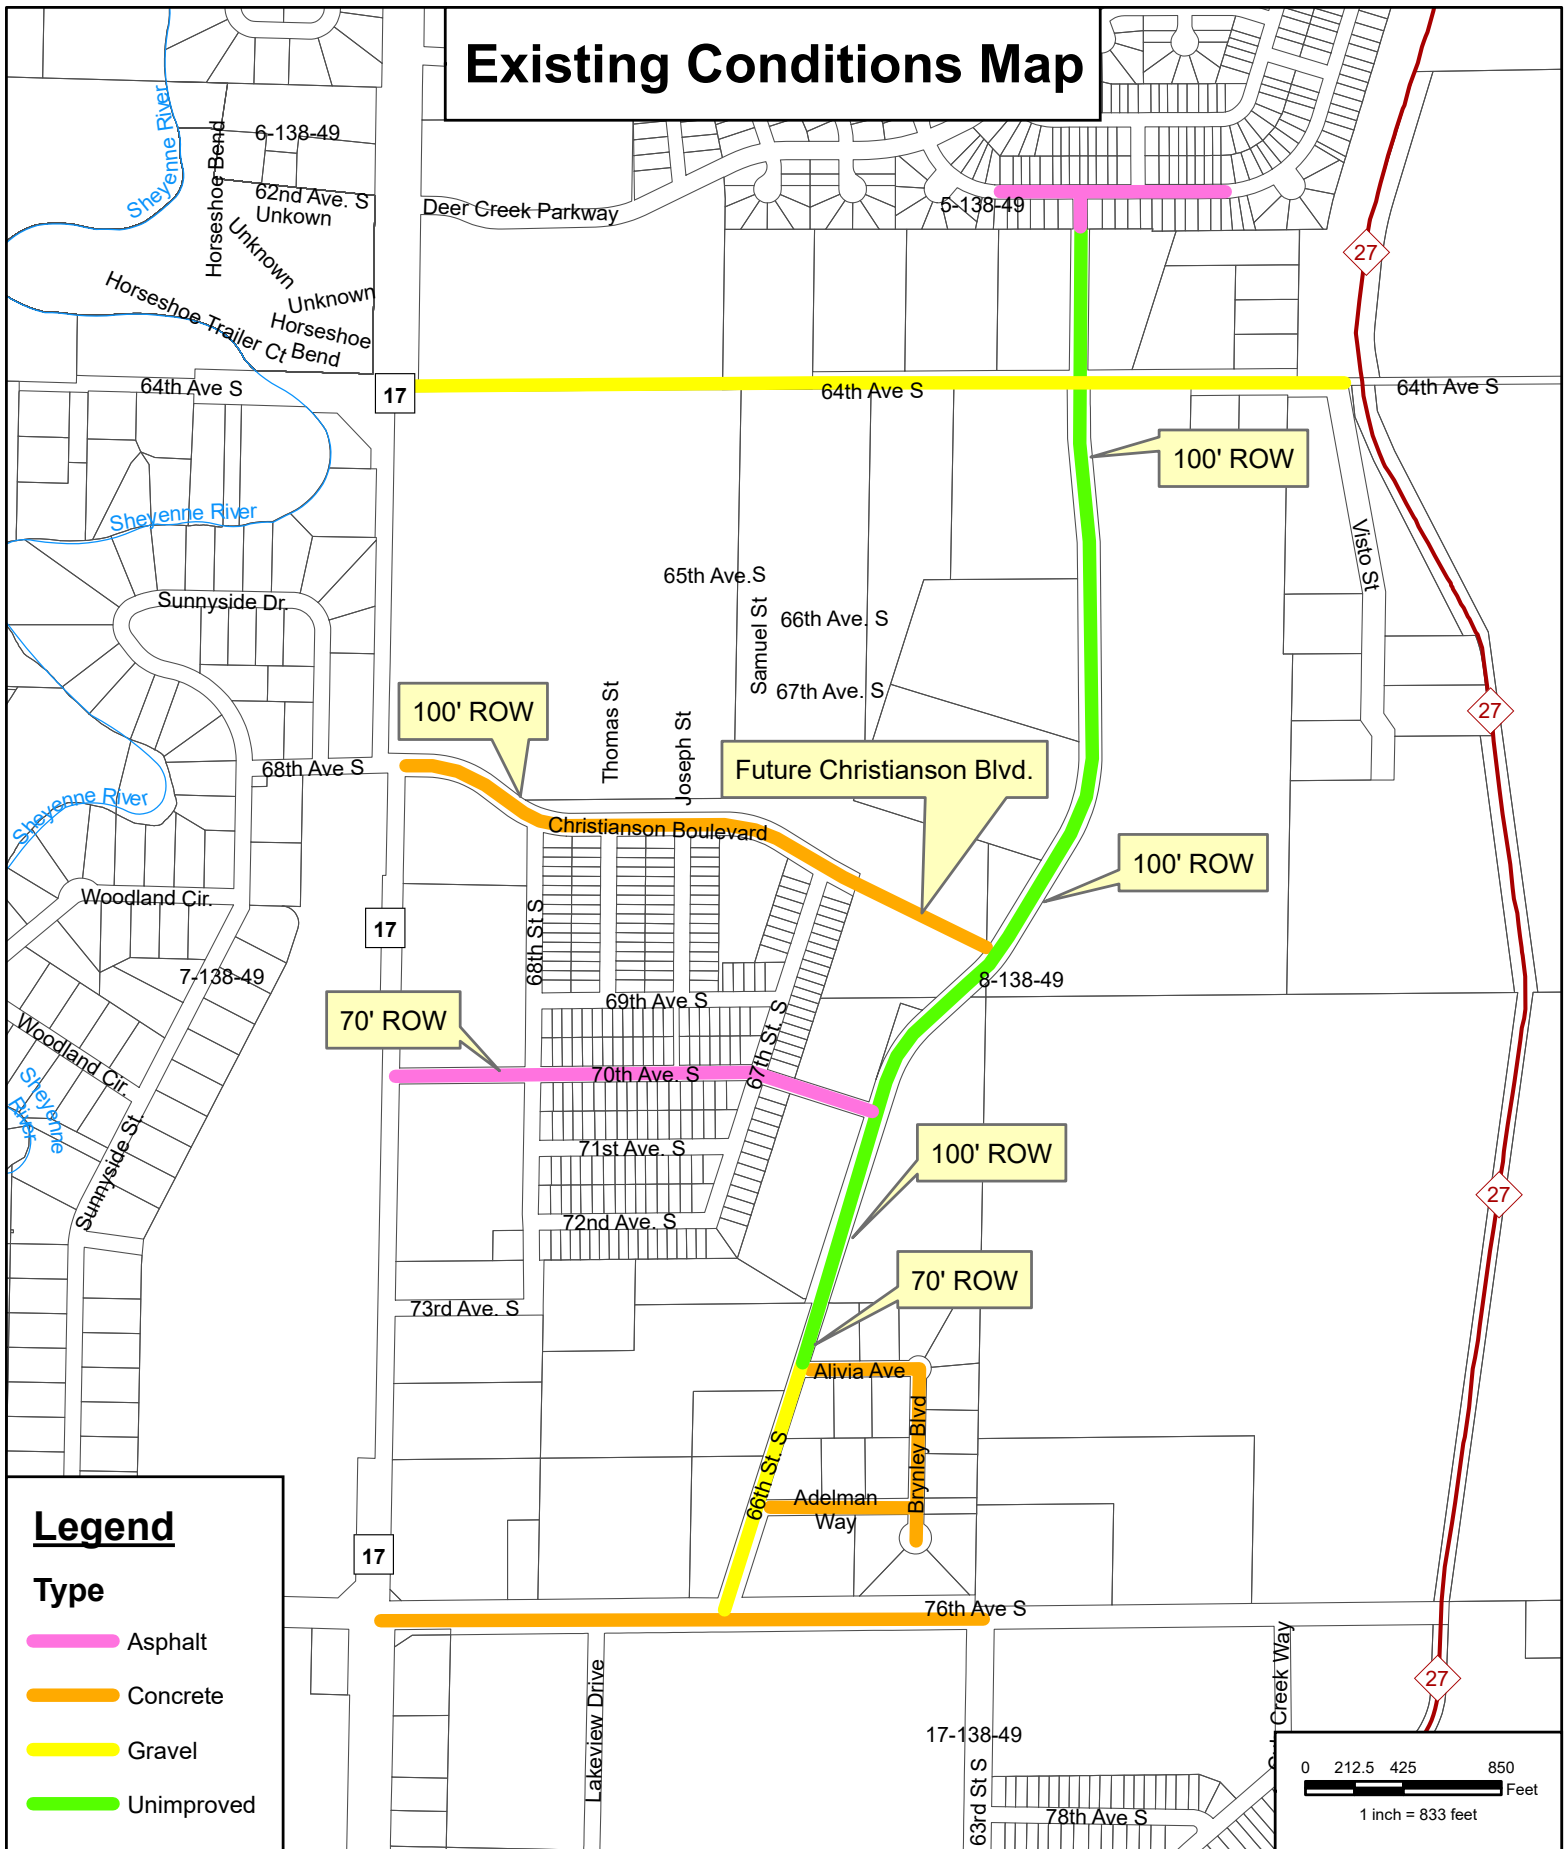 Existing Conditions Map
Sheyenne River
Horseshoe Bend
6-138-49
62nd Ave. S
Unkown
Unknown
Unknown
Horseshoe Trailer Ct
Horseshoe
Bend
Deer Creek Parkway
5-138-49
27
64th Ave S
17
64th Ave S
64th Ave S
100' ROW
Sheyenne River
Visto St
65th Ave. S
Samuel St
66th Ave. S
67th Ave. S
Sunnyside Dr.
27
100' ROW
Thomas St
Joseph St
Future Christianson Blvd.
68th Ave S
Sheyenne River
Christianson Boulevard
100' ROW
Woodland Cir.
17
68th St S
7-138-49
8-138-49
69th Ave S
70' ROW
67th St. S
Woodland Cir.
70th Ave. S
Sheyenne
River
71st Ave. S
100' ROW
Sunnyside St.
27
72nd Ave. S
70' ROW
73rd Ave. S
Alivia Ave
Brynley Blvd
66th St. S
Adelman
Way
17
76th Ave S
Lakeview Drive
Creek Way
27
17-138-49
63rd St S
78th Ave S
Legend
Type
Asphalt
Concrete
Gravel
Unimproved
0 212.5 425 850
Feet
1 inch = 833 feet